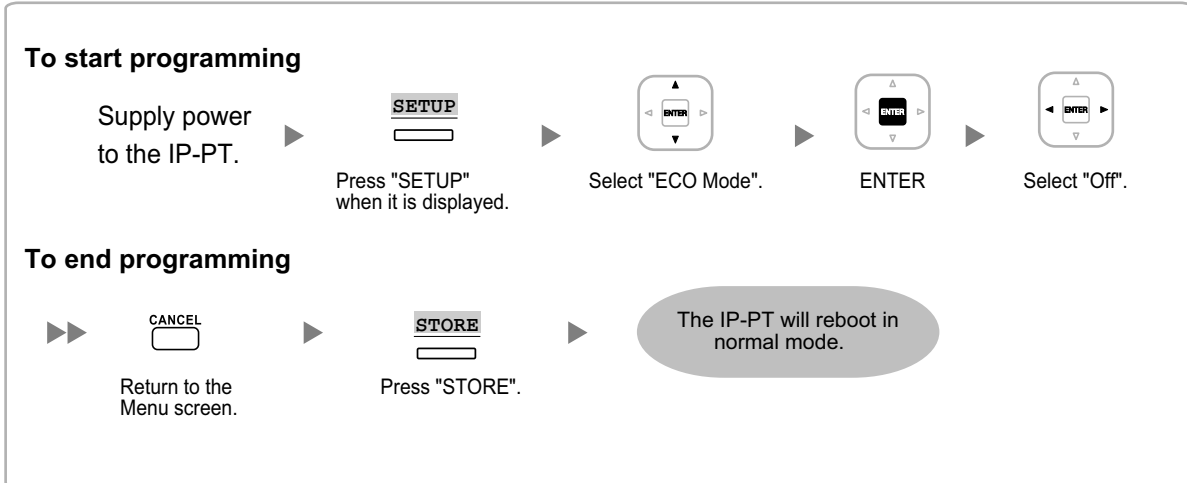 To start programming
Supply power
to the IP-PT.
SETUP
Press "SETUP"
when it is displayed.
ENTER
Select "ECO Mode".
ENTER
ENTER
ENTER
Select "Off".
To end programming
CANCEL
Return to the
Menu screen.
STORE
Press "STORE".
The IP-PT will reboot in
normal mode.